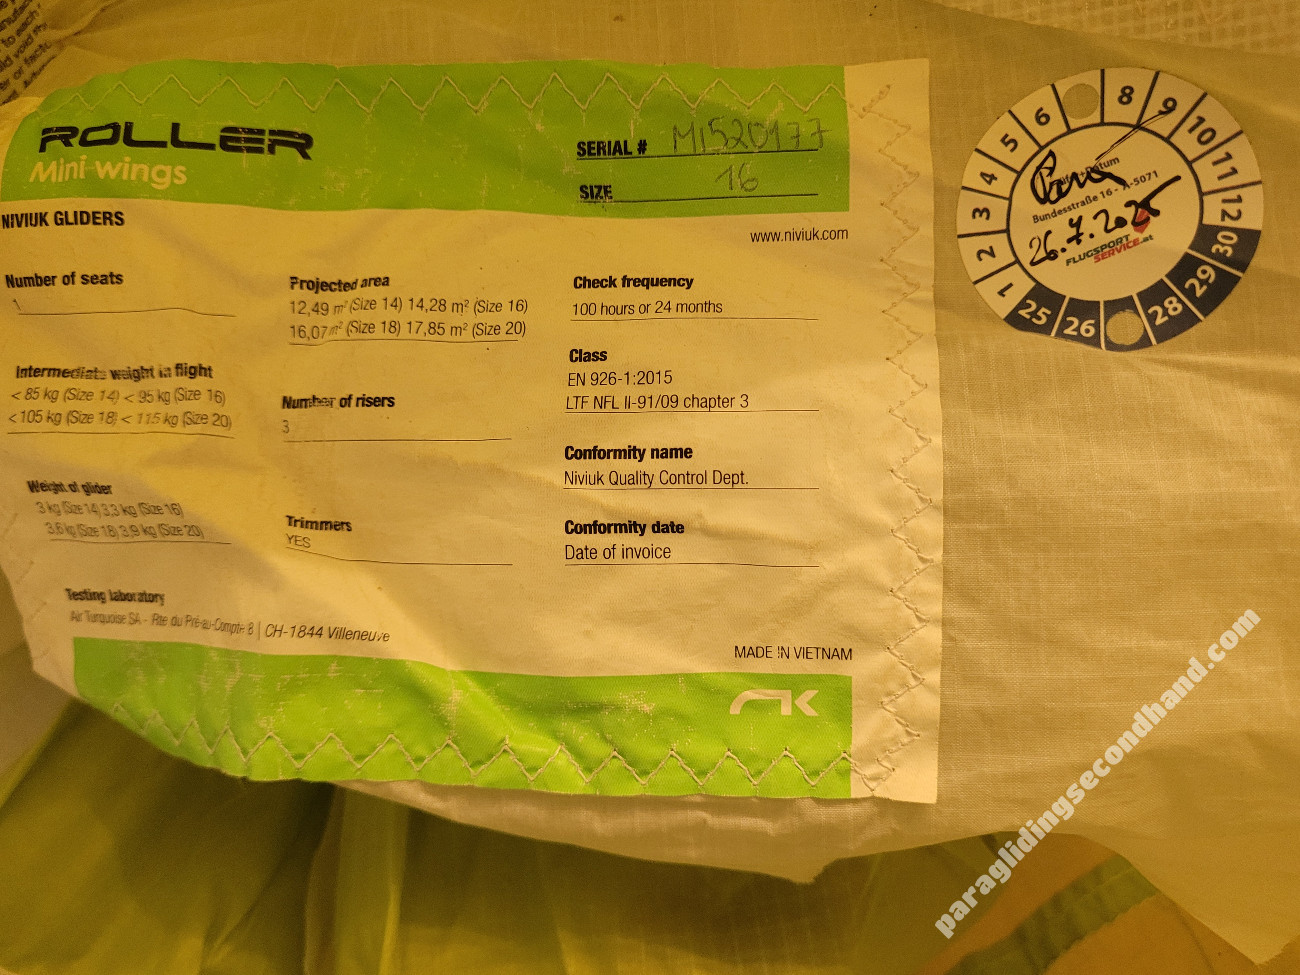 ROLLER
Mini-wings
SERIAL # MI520177
SIZE 16
NIVIUK GLIDERS
www.niviuk.com
Number of seats
1
Intermediate weight in flight
< 85 kg (Size 14) < 95 kg (Size 16)
< 105 kg (Size 18) < 115 kg (Size 20)
Weight of glider
3 kg (Size 14) 3,3 kg (Size 16)
3,6 kg (Size 18) 3,9 kg (Size 20)
Testing laboratory
Air Turquoise SA - Rte du Pré-au-Compte 8 | CH-1844 Villeneuve
Projected area
12,49 m² (Size 14) 14,28 m² (Size 16)
16,07 m² (Size 18) 17,85 m² (Size 20)
Number of risers
3
Trimmers
YES
Check frequency
100 hours or 24 months
Class
EN 926-1:2015
LTF NFL II-91/09 chapter 3
Conformity name
Niviuk Quality Control Dept.
Conformity date
Date of invoice
MADE IN VIETNAM
1 2 3 4 5 6 8 9 10 11 12
Bundesstraße 16 - A-5071
26.7.2025
FLUGSPORT
SERVICE.at
25 26 28 29 30
paraglidingsecondhand.com